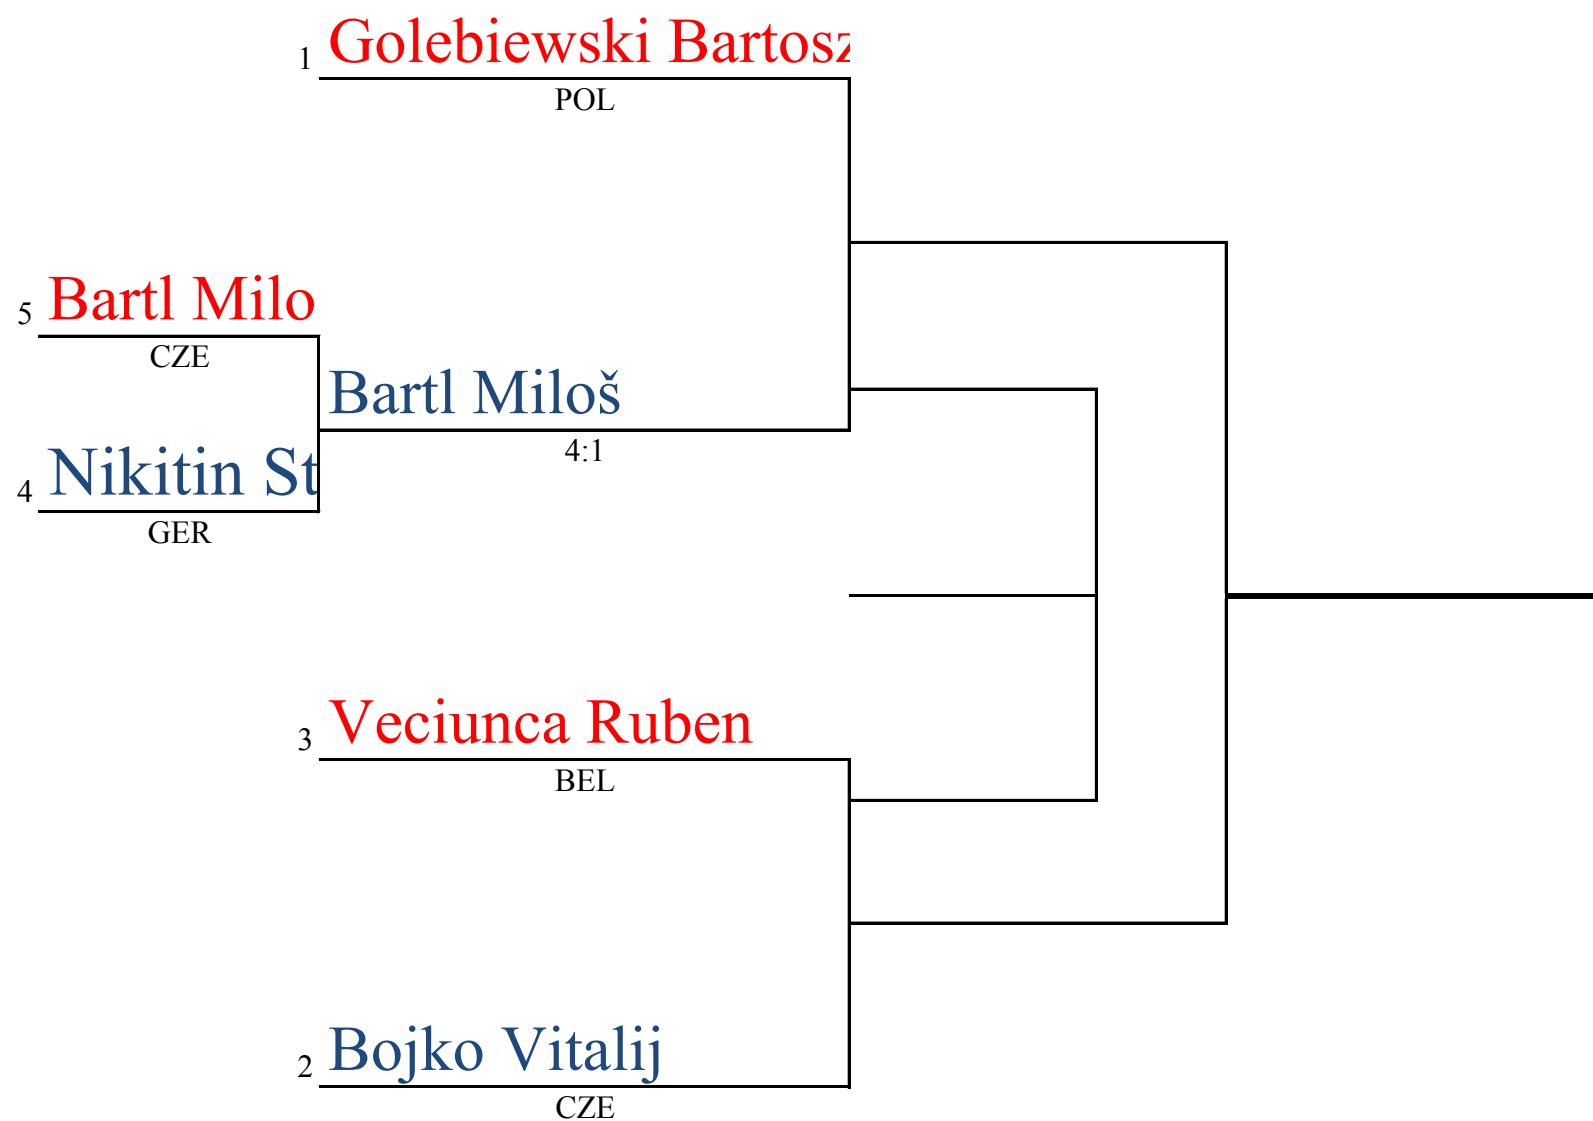 1 Golebiewski Bartosz
POL
5 Bartl Milo
CZE
Bartl Miloš
4:1
4 Nikitin St
GER
3 Veciunca Ruben
BEL
2 Bojko Vitalij
CZE